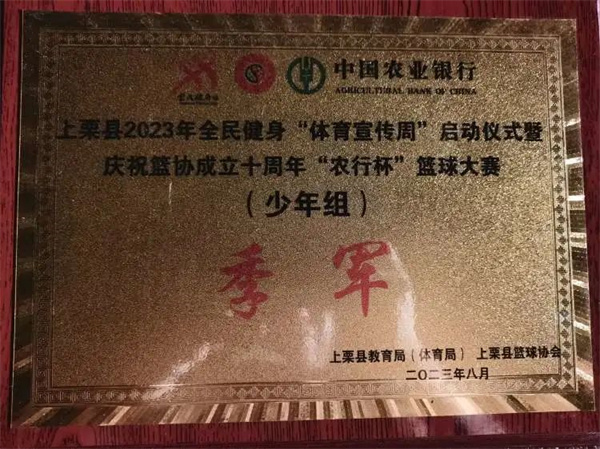 中国农业银行
AGRICULTURAL BANK OF CHINA
上栗县2023年全民健身“体育宣传周”启动仪式暨
庆祝篮协成立十周年“农行杯”篮球大赛
（少年组）
季军
上栗县教育局（体育局） 上栗县篮球协会
二〇二三年八月